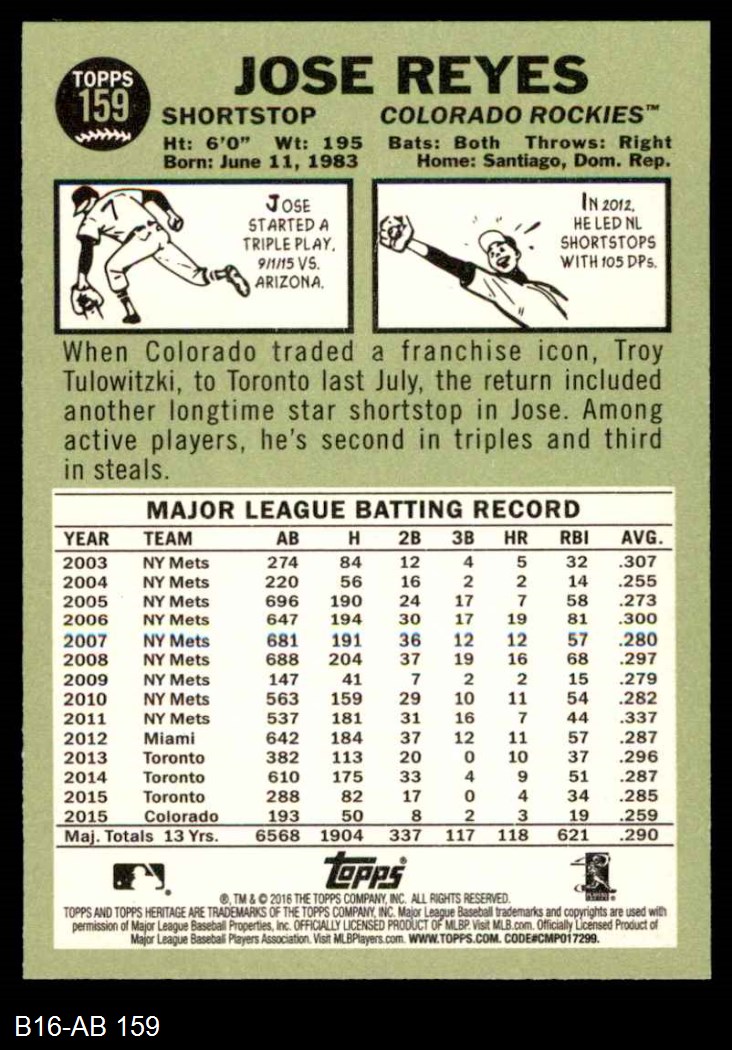 TOPPS
159
JOSE REYES
SHORTSTOP COLORADO ROCKIES™
Ht: 6'0" Wt: 195 Bats: Both Throws: Right
Born: June 11, 1983 Home: Santiago, Dom. Rep.
JOSE
STARTED A
TRIPLE PLAY,
9/1/15 VS.
ARIZONA.
IN 2012,
HE LED NL
SHORTSTOPS
WITH 105 DPs.
When Colorado traded a franchise icon, Troy
Tulowitzki, to Toronto last July, the return included
another longtime star shortstop in Jose. Among
active players, he's second in triples and third
in steals.
MAJOR LEAGUE BATTING RECORD
YEAR TEAM AB H 2B 3B HR RBI AVG.
2003 NY Mets 274 84 12 4 5 32 .307
2004 NY Mets 220 56 16 2 2 14 .255
2005 NY Mets 696 190 24 17 7 58 .273
2006 NY Mets 647 194 30 17 19 81 .300
2007 NY Mets 681 191 36 12 12 57 .280
2008 NY Mets 688 204 37 19 16 68 .297
2009 NY Mets 147 41 7 2 2 15 .279
2010 NY Mets 563 159 29 10 11 54 .282
2011 NY Mets 537 181 31 16 7 44 .337
2012 Miami 642 184 37 12 11 57 .287
2013 Toronto 382 113 20 0 10 37 .296
2014 Toronto 610 175 33 4 9 51 .287
2015 Toronto 288 82 17 0 4 34 .285
2015 Colorado 193 50 8 2 3 19 .259
Maj. Totals 13 Yrs. 6568 1904 337 117 118 621 .290
topps®
®, TM & © 2016 THE TOPPS COMPANY, INC. ALL RIGHTS RESERVED.
TOPPS AND TOPPS HERITAGE ARE TRADEMARKS OF THE TOPPS COMPANY, INC. Major League Baseball trademarks and copyrights are used with
permission of Major League Baseball Properties, Inc. OFFICIALLY LICENSED PRODUCT OF MLBP. Visit MLB.com. Officially Licensed Product of
Major League Baseball Players Association. Visit MLBPlayers.com. WWW.TOPPS.COM. CODE#CMP017299.
B16-AB 159